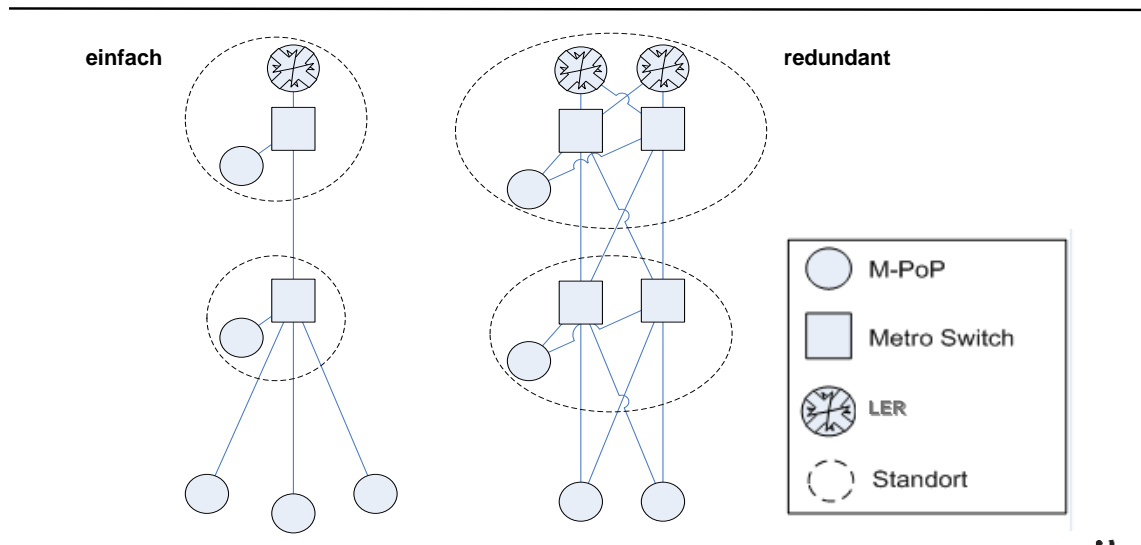 einfach
redundant
M-PoP
Metro Switch
LER
Standort